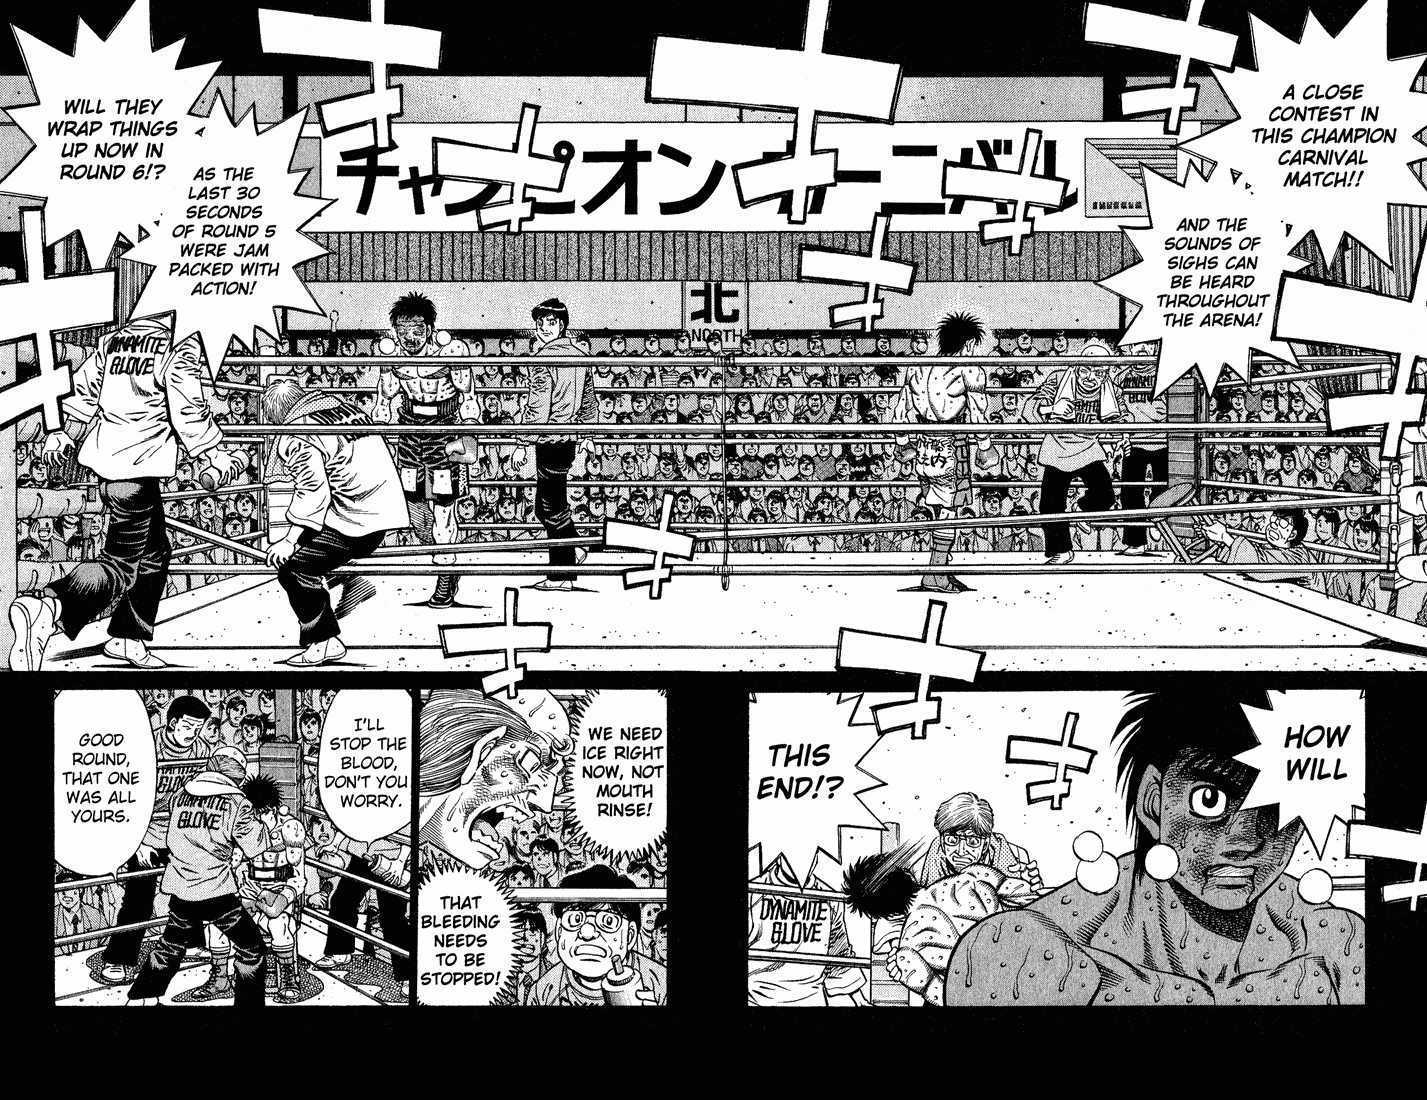 A CLOSE
CONTEST IN
THIS CHAMPION
CARNIVAL
MATCH!!
AND THE
SOUNDS OF
SIGHS CAN
BE HEARD
THROUGHOUT
THE ARENA!
WILL THEY
WRAP THINGS
UP NOW IN
ROUND 6!?
AS THE
LAST 30
SECONDS
OF ROUND 5
WERE JAM
PACKED WITH
ACTION!
チャンピオンカーニバル
北
NORTH
DYNAMITE
GLOVE
HOW
WILL
THIS
END!?
DYNAMITE
GLOVE
WE NEED
ICE RIGHT
NOW, NOT
MOUTH
RINSE!
THAT
BLEEDING
NEEDS
TO BE
STOPPED!
I'LL
STOP THE
BLOOD,
DON'T YOU
WORRY.
GOOD
ROUND,
THAT ONE
WAS ALL
YOURS.
DYNAMITE
GLOVE